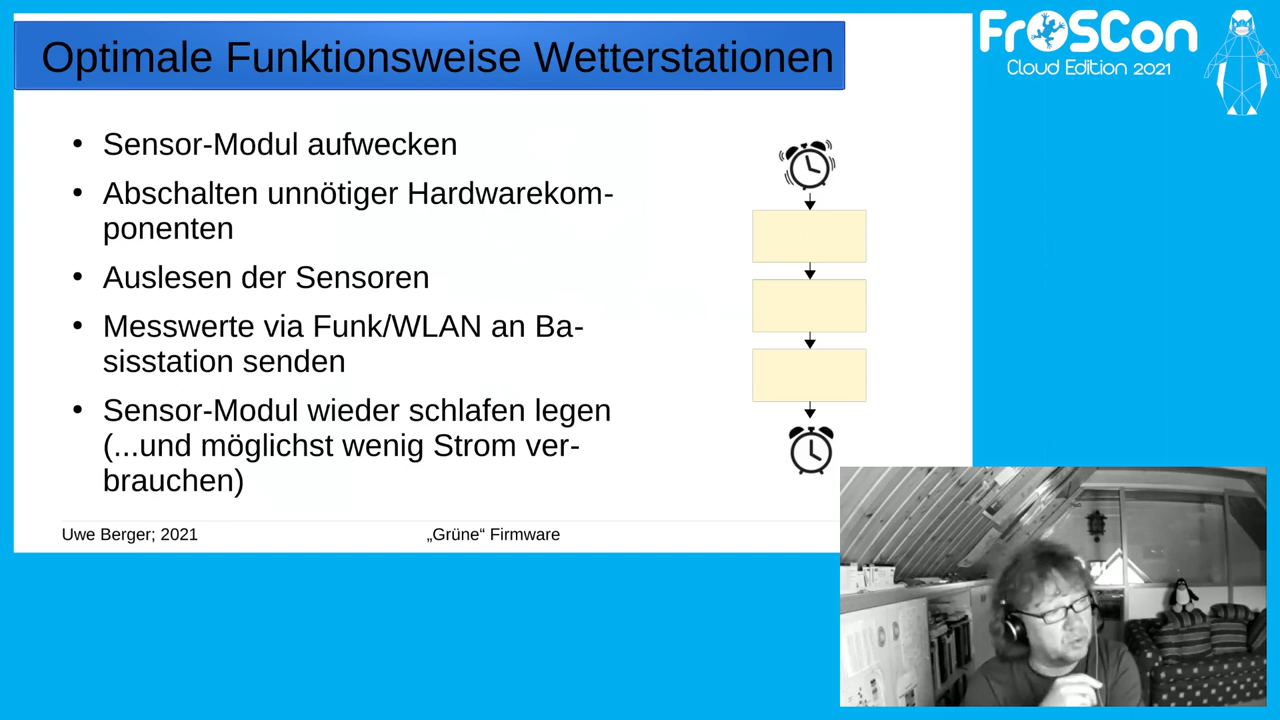 Optimale Funktionsweise Wetterstationen
FrOSCon
Cloud Edition 2021
• Sensor-Modul aufwecken
• Abschalten unnötiger Hardwarekom-
ponenten
• Auslesen der Sensoren
• Messwerte via Funk/WLAN an Ba-
sisstation senden
• Sensor-Modul wieder schlafen legen
(...und möglichst wenig Strom ver-
brauchen)
Uwe Berger; 2021
„Grüne“ Firmware